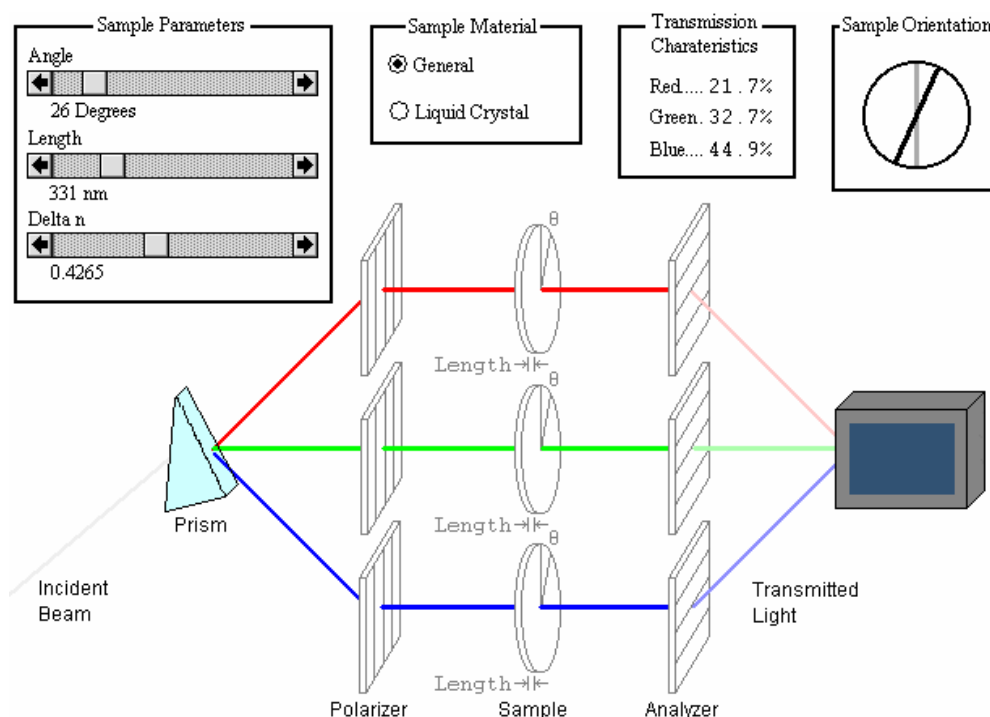 Sample Parameters
Angle
26 Degrees
Length
331 nm
Delta n
0.4265
Sample Material
General
Liquid Crystal
Transmission
Charateristics
Red.... 21.7%
Green. 32.7%
Blue.... 44.9%
Sample Orientation
θ
Length
θ
Length
θ
Length
Prism
Incident
Beam
Transmitted
Light
Polarizer
Sample
Analyzer